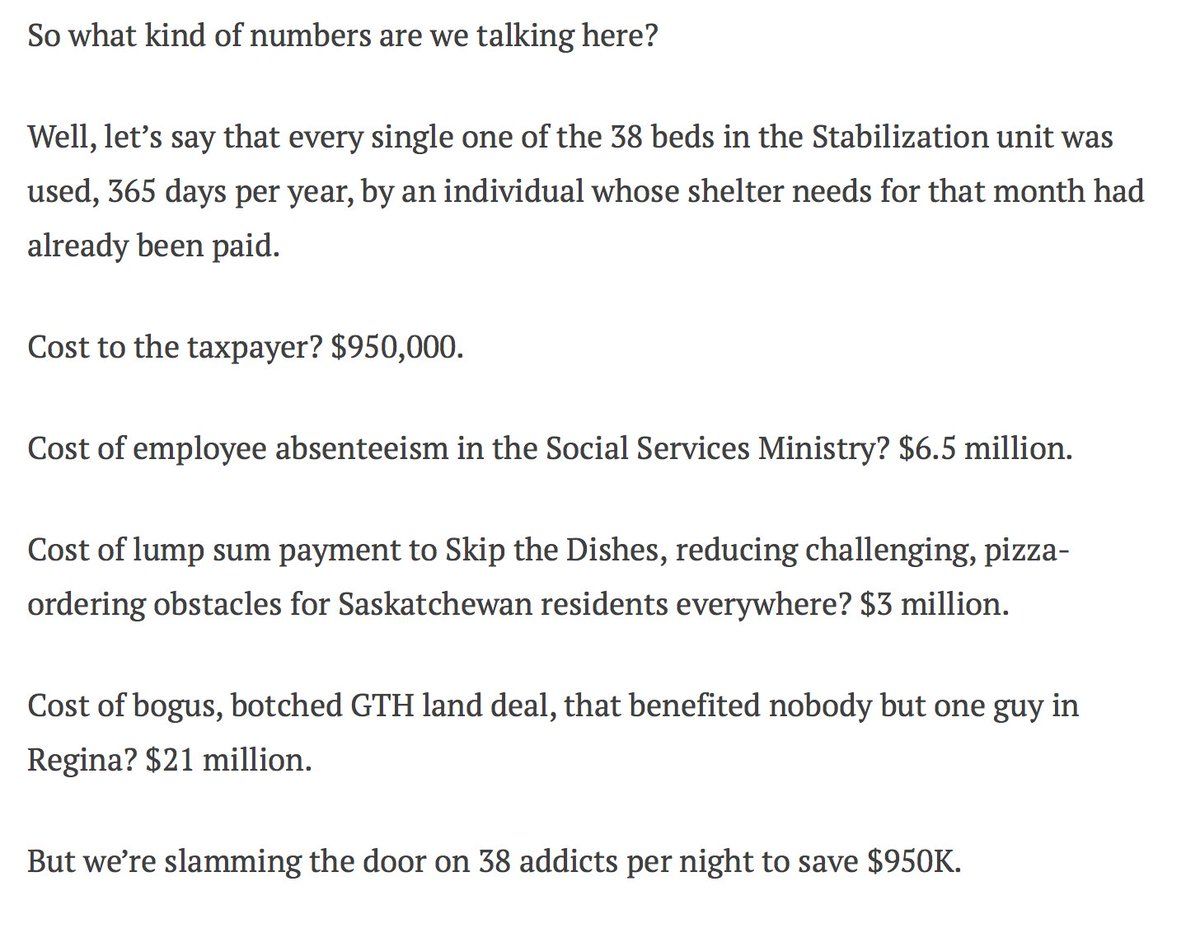 So what kind of numbers are we talking here?
Well, let’s say that every single one of the 38 beds in the Stabilization unit was
used, 365 days per year, by an individual whose shelter needs for that month had
already been paid.
Cost to the taxpayer? $950,000.
Cost of employee absenteeism in the Social Services Ministry? $6.5 million.
Cost of lump sum payment to Skip the Dishes, reducing challenging, pizza-
ordering obstacles for Saskatchewan residents everywhere? $3 million.
Cost of bogus, botched GTH land deal, that benefited nobody but one guy in
Regina? $21 million.
But we’re slamming the door on 38 addicts per night to save $950K.